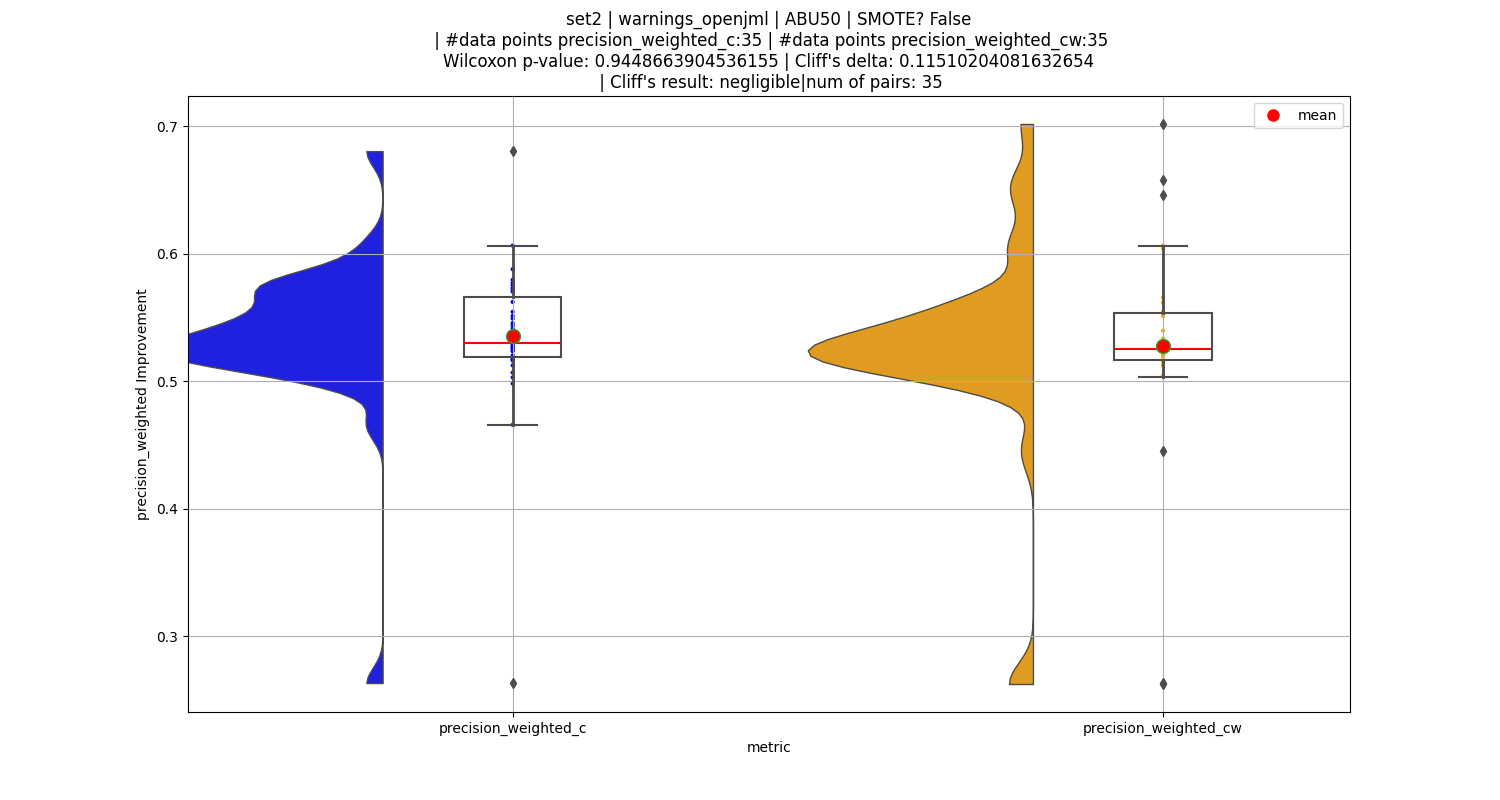 set2 | warnings_openjml | ABU50 | SMOTE? False
| #data points precision_weighted_c:35 | #data points precision_weighted_cw:35
Wilcoxon p-value: 0.9448663904536155 | Cliff's delta: 0.11510204081632654
| Cliff's result: negligible|num of pairs: 35
mean
0.7
0.6
0.5
0.4
0.3
precision_weighted Improvement
precision_weighted_c
precision_weighted_cw
metric